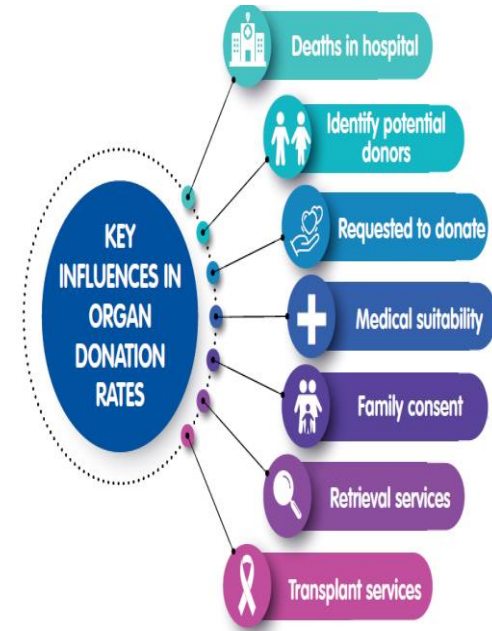 Deaths in hospital
Identify potential
donors
Requested to donate
KEY
INFLUENCES IN
ORGAN
DONATION
RATES
Medical suitability
Family consent
Retrieval services
Transplant services